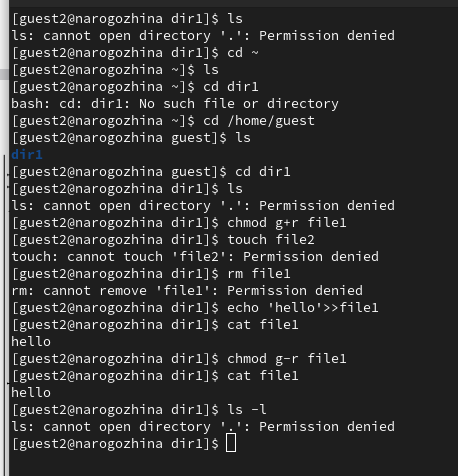 [guest2@narogozhina dir1]$ ls
ls: cannot open directory '.': Permission denied
[guest2@narogozhina dir1]$ cd ~
[guest2@narogozhina ~]$ ls
[guest2@narogozhina ~]$ cd dir1
bash: cd: dir1: No such file or directory
[guest2@narogozhina ~]$ cd /home/guest
[guest2@narogozhina guest]$ ls
dir1
[guest2@narogozhina guest]$ cd dir1
[guest2@narogozhina dir1]$ ls
ls: cannot open directory '.': Permission denied
[guest2@narogozhina dir1]$ chmod g+r file1
[guest2@narogozhina dir1]$ touch file2
touch: cannot touch 'file2': Permission denied
[guest2@narogozhina dir1]$ rm file1
rm: cannot remove 'file1': Permission denied
[guest2@narogozhina dir1]$ echo 'hello'>>file1
[guest2@narogozhina dir1]$ cat file1
hello
[guest2@narogozhina dir1]$ chmod g-r file1
[guest2@narogozhina dir1]$ cat file1
hello
[guest2@narogozhina dir1]$ ls -l
ls: cannot open directory '.': Permission denied
[guest2@narogozhina dir1]$